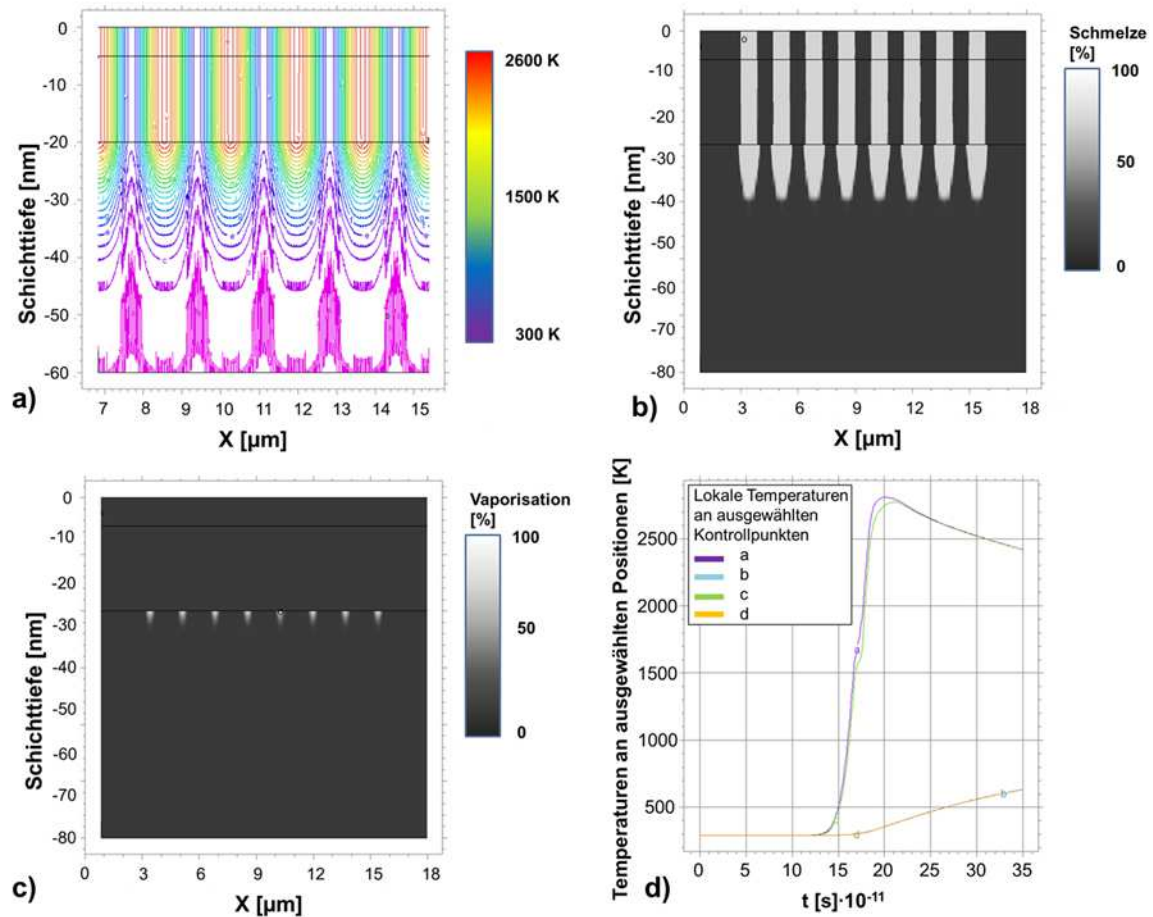 0
-10
-20
-30
-40
-50
-60
Schichttiefe [nm]
7 8 9 10 11 12 13 14 15
X [µm]
2600 K
1500 K
300 K
a)
0
-10
-20
-30
-40
-50
-60
-70
-80
Schichttiefe [nm]
0 3 6 9 12 15 18
X [µm]
Schmelze
[%]
100
50
0
b)
0
-10
-20
-30
-40
-50
-60
-70
-80
Schichttiefe [nm]
0 3 6 9 12 15 18
X [µm]
Vaporisation
[%]
100
50
0
c)
Temperaturen an ausgewählten Positionen [K]
2500
2000
1500
1000
500
Lokale Temperaturen
an ausgewählten
Kontrollpunkten
a
b
c
d
a
b
d
0 5 10 15 20 25 30 35
t [s]·10⁻¹¹
d)